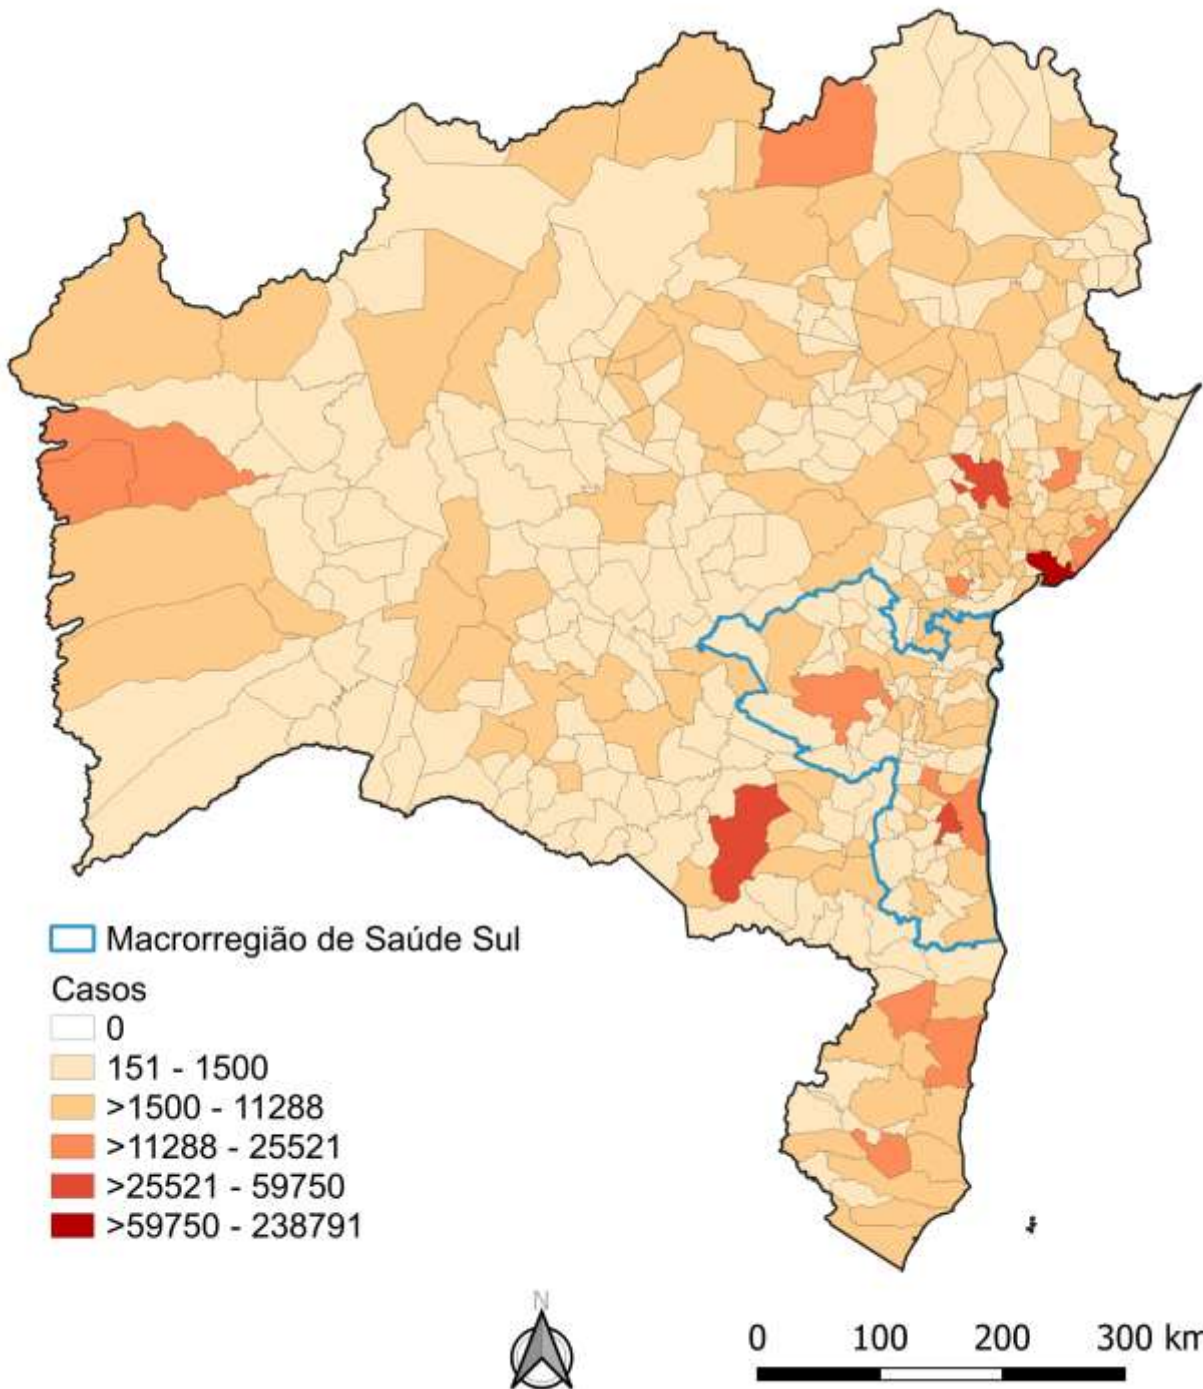 Macrorregião de Saúde Sul
Casos
0
151 - 1500
>1500 - 11288
>11288 - 25521
>25521 - 59750
>59750 - 238791
N
0 100 200 300 km